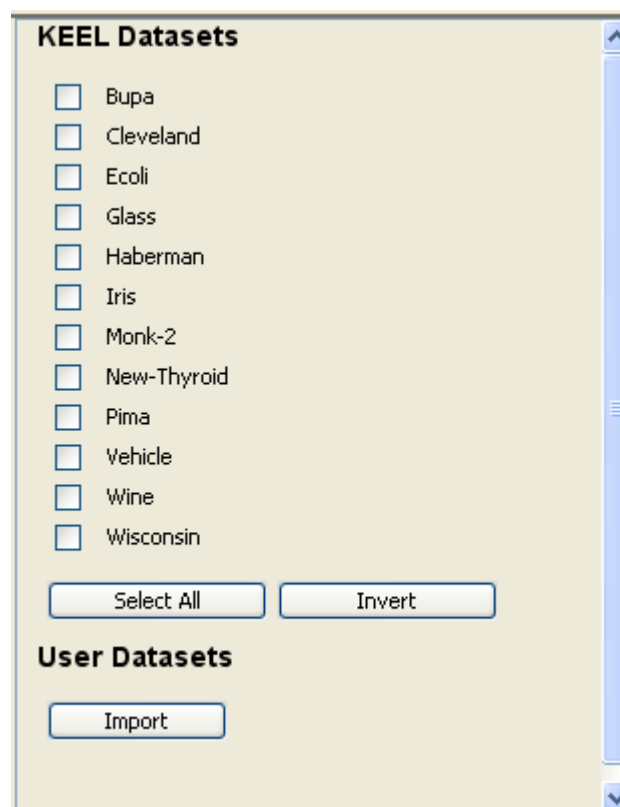 KEEL Datasets
Bupa
Cleveland
Ecoli
Glass
Haberman
Iris
Monk-2
New-Thyroid
Pima
Vehicle
Wine
Wisconsin
Select All Invert
User Datasets
Import